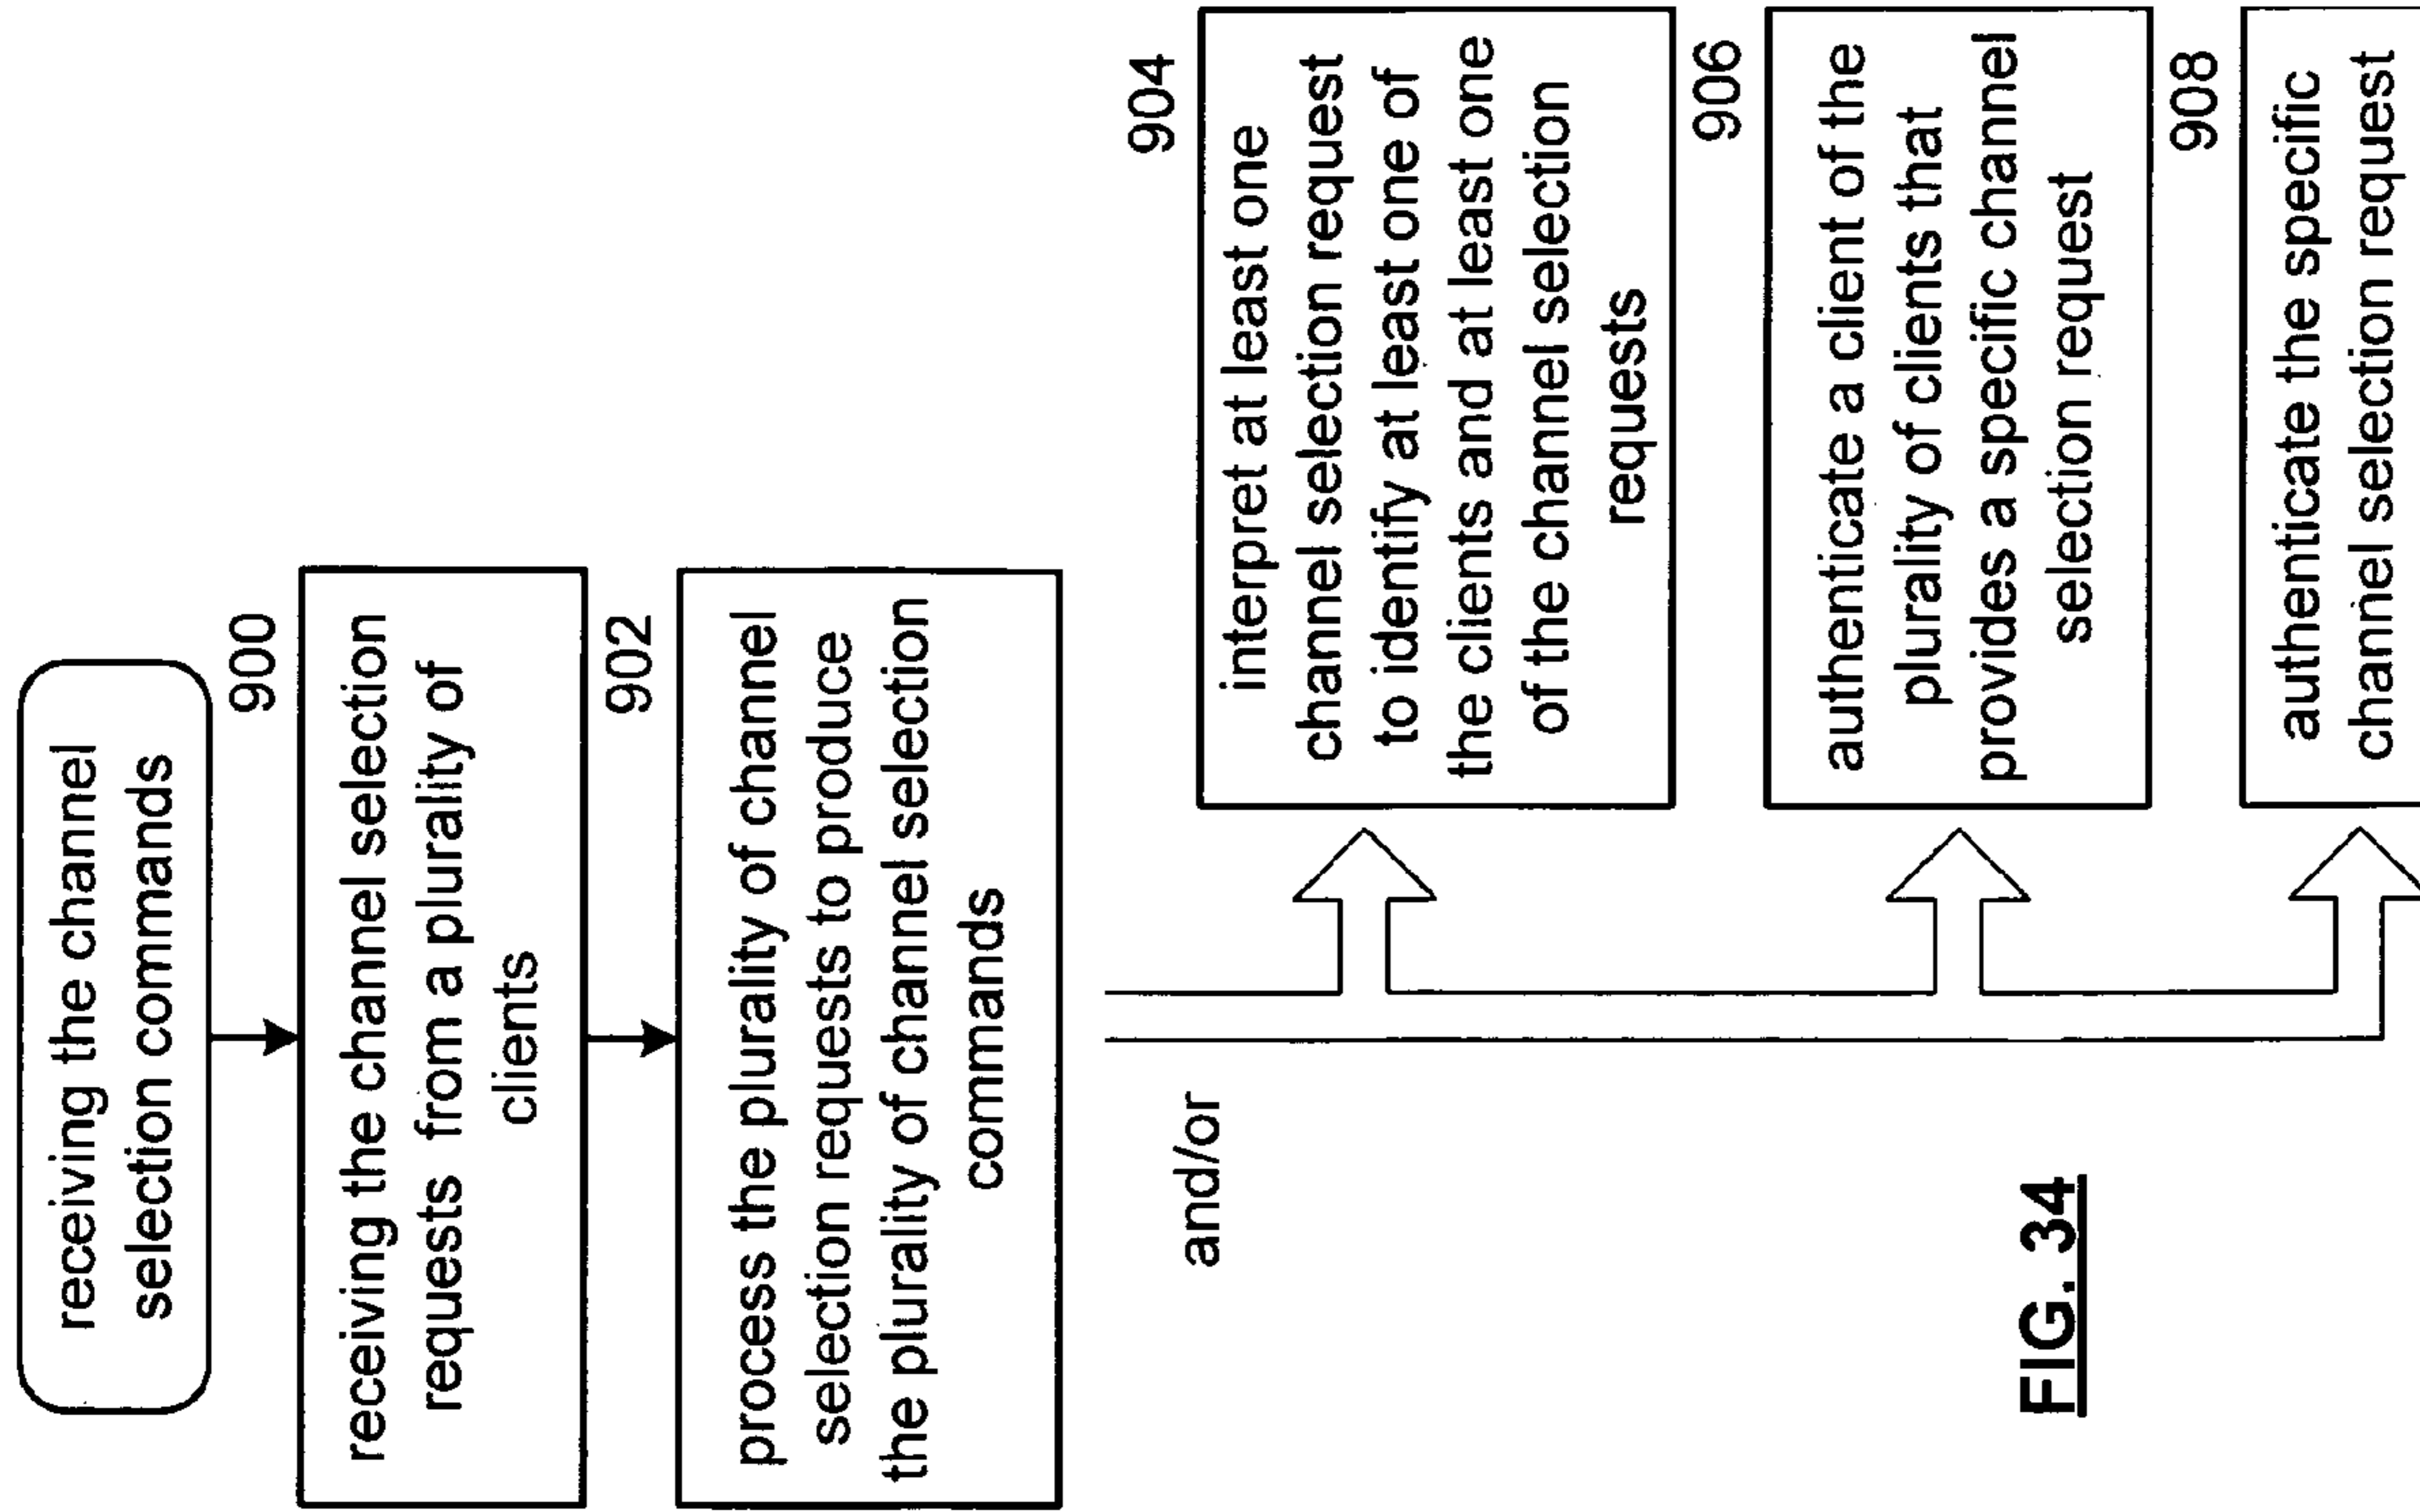 receiving the channel
selection commands
900
receiving the channel selection
requests from a plurality of
clients
902
process the plurality of channel
selection requests to produce
the plurality of channel selection
commands
and/or
904
interpret at least one
channel selection request
to identify at least one of
the clients and at least one
of the channel selection
requests
906
authenticate a client of the
plurality of clients that
provides a specific channel
selection request
908
authenticate the specific
channel selection request
FIG. 34